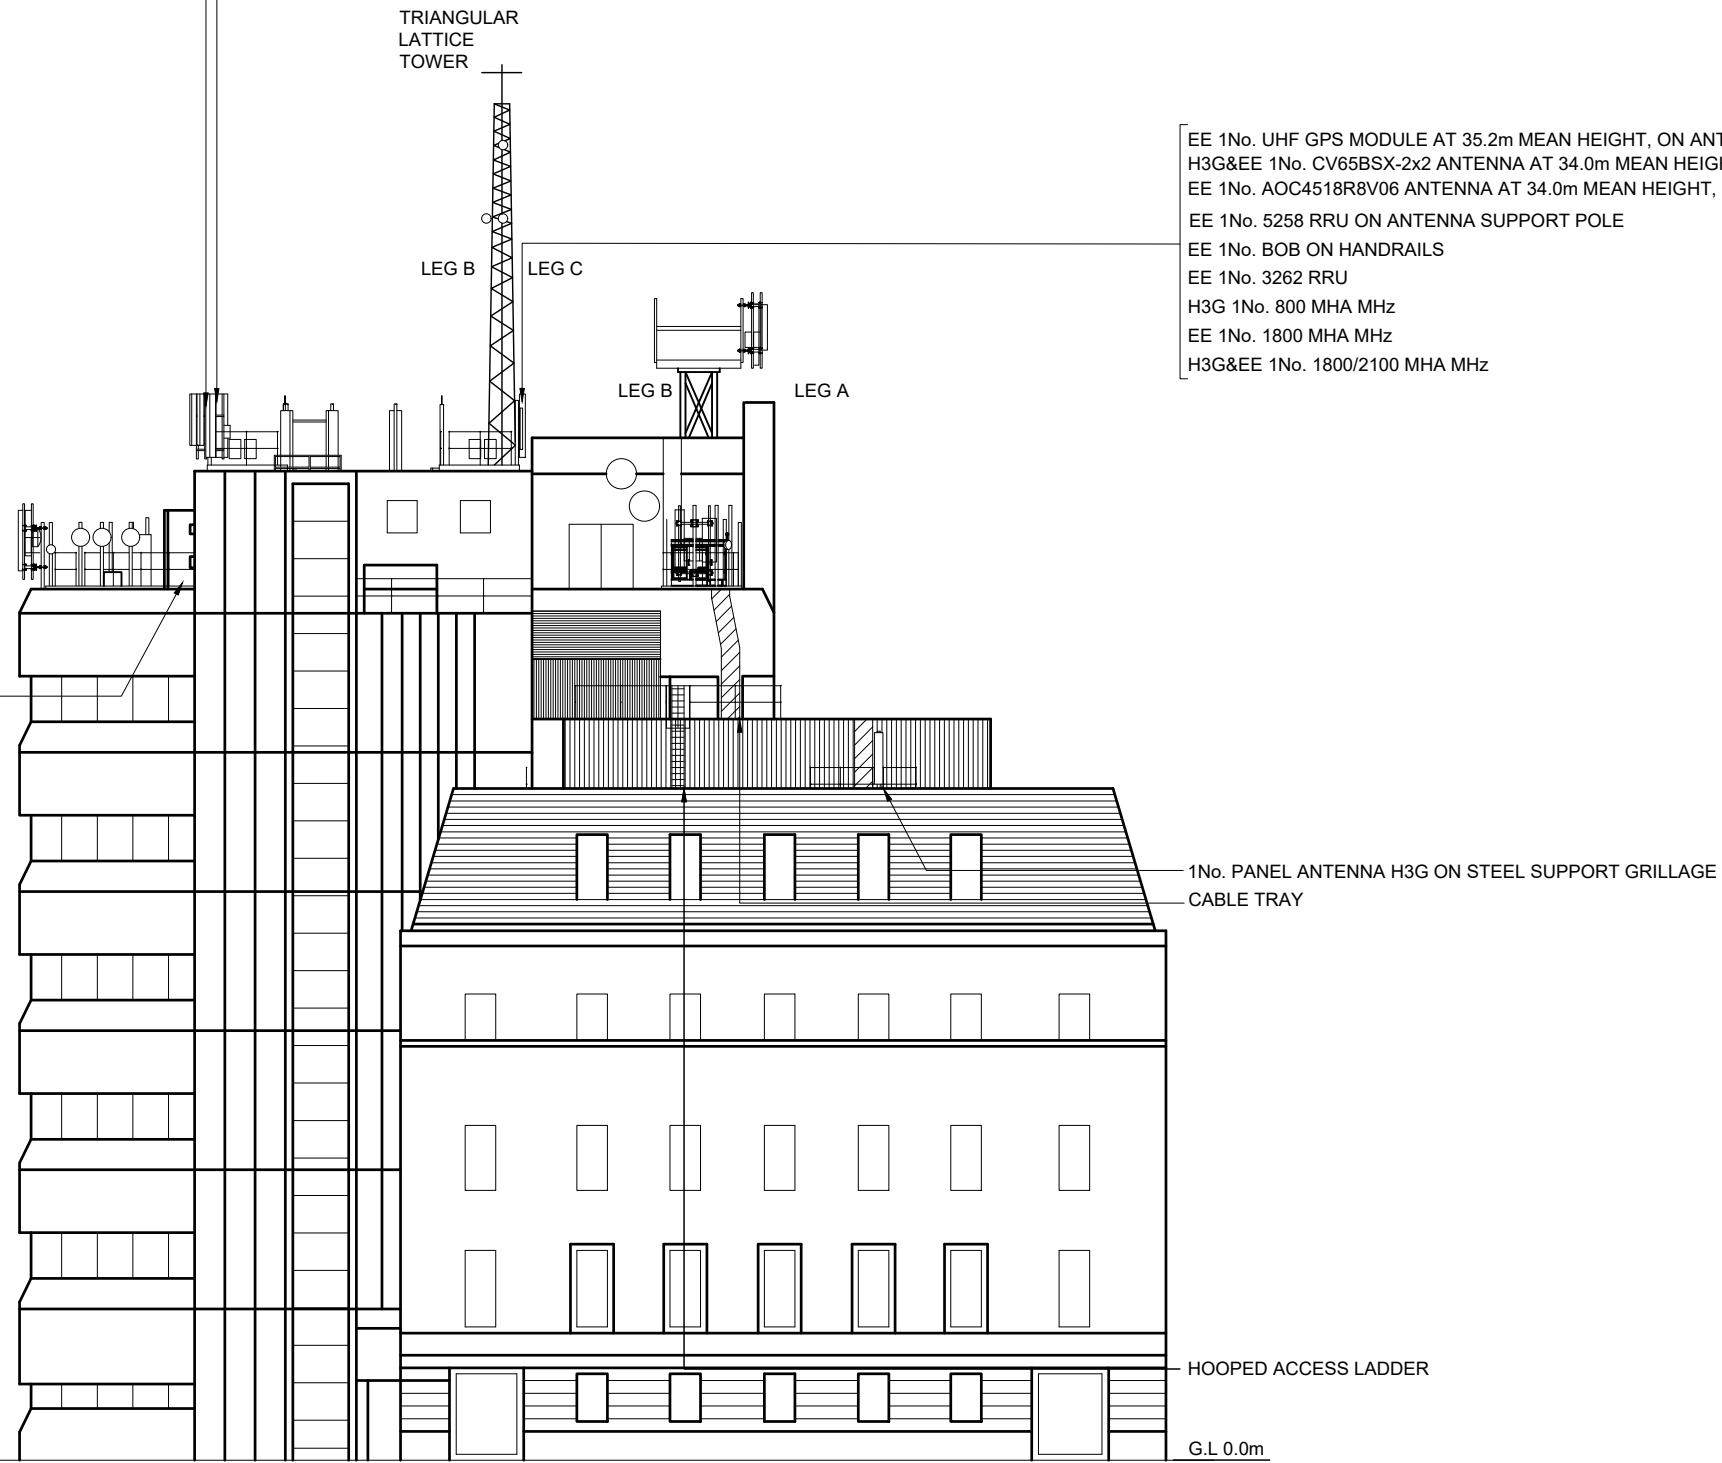 TRIANGULAR
LATTICE
TOWER
EE 1No. UHF GPS MODULE AT 35.2m MEAN HEIGHT, ON
H3G&EE 1No. CV65BSX-2x2 ANTENNA AT 34.0m MEAN
EE 1No. AOC4518R8V06 ANTENNA AT 34.0m MEAN HEIGHT,
EE 1No. 5258 RRU ON ANTENNA SUPPORT POLE
EE 1No. BOB ON HANDRAILS
EE 1No. 3262 RRU
H3G 1No. 800 MHA MHz
EE 1No. 1800 MHA MHz
H3G&EE 1No. 1800/2100 MHA MHz
LEG B
LEG C
LEG B
LEG A
1No. PANEL ANTENNA H3G ON STEEL SUPPORT GRILLAGE
CABLE TRAY
HOOPED ACCESS LADDER
G.L 0.0m